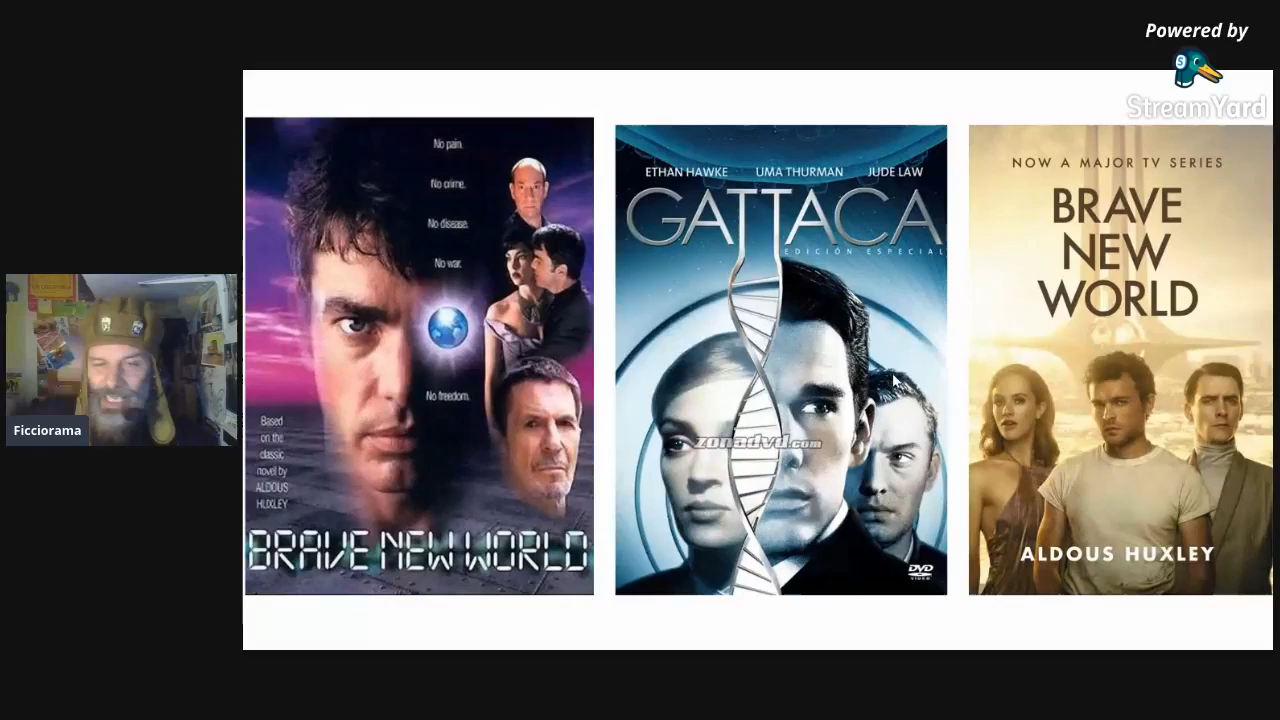 Powered by
StreamYard
No pain.
No crime.
No disease.
No war.
No freedom.
Based
on the
classic
novel by
ALDOUS
HUXLEY
BRAVE NEW WORLD
ETHAN HAWKE UMA THURMAN JUDE LAW
GATTACA
EDICIÓN ESPECIAL
zonadvd.com
DVD
VIDEO
NOW A MAJOR TV SERIES
BRAVE
NEW
WORLD
ALDOUS HUXLEY
Ficciorama